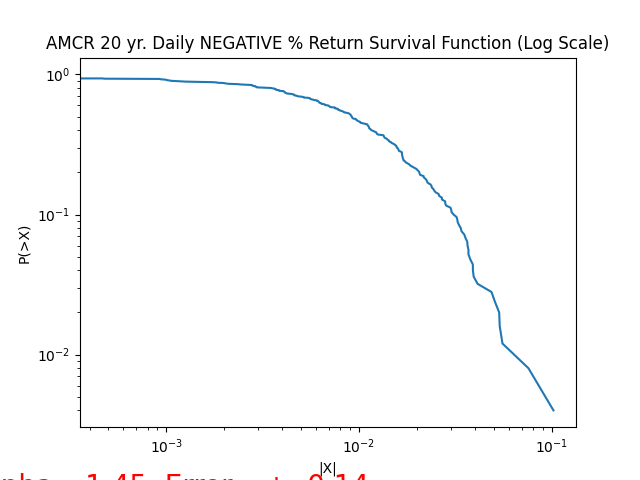 AMCR 20 yr. Daily NEGATIVE % Return Survival Function (Log Scale)
10⁰
10⁻¹
10⁻²
P(>X)
10⁻³
10⁻²
10⁻¹
|X|